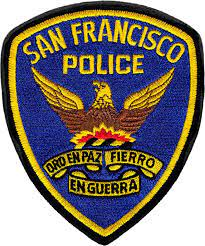 SAN FRANCISCO
POLICE
ORO EN PAZ FIERRO
EN GUERRA